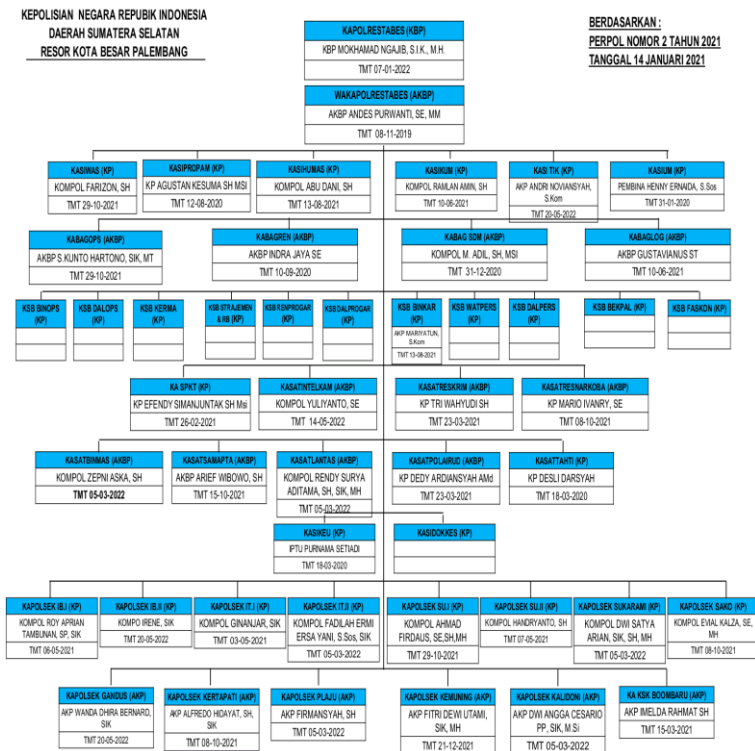 KEPOLISIAN NEGARA REPUBIK INDONESIA
DAERAH SUMATERA SELATAN
RESOR KOTA BESAR PALEMBANG
BERDASARKAN :
PERPOL NOMOR 2 TAHUN 2021
TANGGAL 14 JANUARI 2021
KAPOLRESTABES (KBP)
KBP MOKHAMAD NGAJIB, S.I.K., M.H.
TMT 07-01-2022
WAKAPOLRESTABES (AKBP)
AKBP ANDES PURWANTI, SE, MM
TMT 08-11-2019
KASIWAS (KP)
KOMPOL FARIZON, SH
TMT 29-10-2021
KASIPROPAM (KP)
KP AGUSTAN KESUMA SH MSI
TMT 12-08-2020
KASIHUMAS (KP)
KOMPOL ABU DANI, SH
TMT 13-08-2021
KASIKUM (KP)
KOMPOL RAMLAN AMIN, SH
TMT 10-06-2021
KASI TIK (KP)
AKP ANDRI NOVIANSYAH,
S.Kom
TMT 20-05-2022
KASIUM (KP)
PEMBINA HENNY ERNAIDA, S.Sos
TMT 31-01-2020
KABAGOPS (AKBP)
AKBP S.KUNTO HARTONO, SIK, MT
TMT 29-10-2021
KABAGREN (AKBP)
AKBP INDRA JAYA SE
TMT 10-09-2020
KABAG SDM (AKBP)
KOMPOL M. ADIL, SH, MSI
TMT 31-12-2020
KABAGLOG (AKBP)
AKBP GUSTAVIANUS ST
TMT 10-06-2021
KSB BINOPS
(KP)
KSB DALOPS
(KP)
KSB KERMA
(KP)
KSB STRAJEMEN
& RB (KP)
KSB RENPROGAR
(KP)
KSB DALPROGAR
(KP)
KSB BINKAR
(KP)
AKP MARIYATUN,
S.Kom
TMT 13-08-2021
KSB WATPERS
(KP)
KSB DALPERS
(KP)
KSB BEKPAL
(KP)
KSB FASKON
(KP)
KA SPKT (KP)
KP EFENDY SIMANJUNTAK SH Msi
TMT 26-02-2021
KASATINTELKAM (AKBP)
KOMPOL YULIYANTO, SE
TMT 14-05-2022
KASATRESKRIM (AKBP)
KP TRI WAHYUDI SH
TMT 23-03-2021
KASATRESNARKOBA (AKBP)
KP MARIO IVANRY, SE
TMT 08-10-2021
KASATBINMAS (AKBP)
KOMPOL ZEPNI ASKA, SH
TMT 05-03-2022
KASATSAMAPTA (AKBP)
AKBP ARIEF WIBOWO, SH
TMT 15-10-2021
KASATLANTAS (AKBP)
KOMPOL RENDY SURYA
ADITAMA, SH, SIK, MH
TMT 05-03-2022
KASATPOLAIRUD (AKBP)
KP DEDY ARDIANSYAH AMd
TMT 23-03-2021
KASATTAHTI (KP)
KP DESLI DARSYAH
TMT 18-03-2020
KASIKEU (KP)
IPTU PURNAMA SETIADI
TMT 18-03-2020
KASIDOKKES (KP)
KAPOLSEK IB.I (KP)
KOMPOL ROY APRIAN
TAMBUNAN, SP, SIK
TMT 06-05-2021
KAPOLSEK IB.II (KP)
KOMPO IRENE, SIK
TMT 20-05-2022
KAPOLSEK IT.I (KP)
KOMPOL GINANJAR, SIK
TMT 03-05-2021
KAPOLSEK IT.II (KP)
KOMPOL FADILAH ERMI
ERSA YANI, S.Sos, SIK
TMT 05-03-2022
KAPOLSEK SU.I (KP)
KOMPOL AHMAD
FIRDAUS, SE,SH,MH
TMT 29-10-2021
KAPOLSEK SU.II (KP)
KOMPOL HANDRYANTO, SH
TMT 07-05-2021
KAPOLSEK SUKARAMI (KP)
KOMPOL DWI SATYA
ARIAN, SIK, SH, MH
TMT 05-03-2022
KAPOLSEK SAKO (KP)
KOMPOL EVIAL KALZA, SE,
MH
TMT 08-10-2021
KAPOLSEK GANDUS (AKP)
AKP WANDA DHIRA BERNARD,
SIK
TMT 20-05-2022
KAPOLSEK KERTAPATI (AKP)
AKP ALFREDO HIDAYAT, SH,
SIK
TMT 08-10-2021
KAPOLSEK PLAJU (AKP)
AKP FIRMANSYAH, SH
TMT 05-03-2022
KAPOLSEK KEMUNING (AKP)
AKP FITRI DEWI UTAMI,
SIK, MH
TMT 21-12-2021
KAPOLSEK KALIDONI (AKP)
AKP DWI ANGGA CESARIO
PP, SIK, M.Si
TMT 05-03-2022
KA KSK BOOMBARU (AKP)
AKP IMELDA RAHMAT SH
TMT 15-03-2021